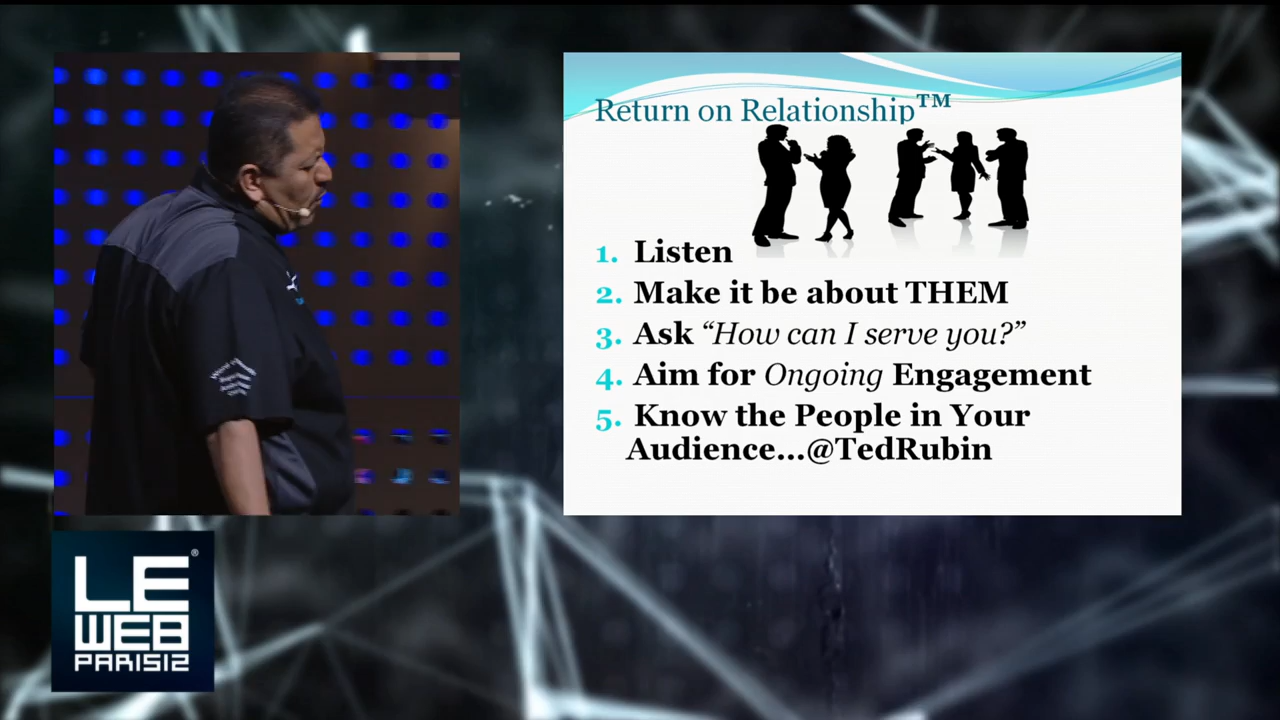 Return on Relationship™
1. Listen
2. Make it be about THEM
3. Ask “How can I serve you?”
4. Aim for Ongoing Engagement
5. Know the People in Your
Audience...@TedRubin
LE®
WEB
PARIS12